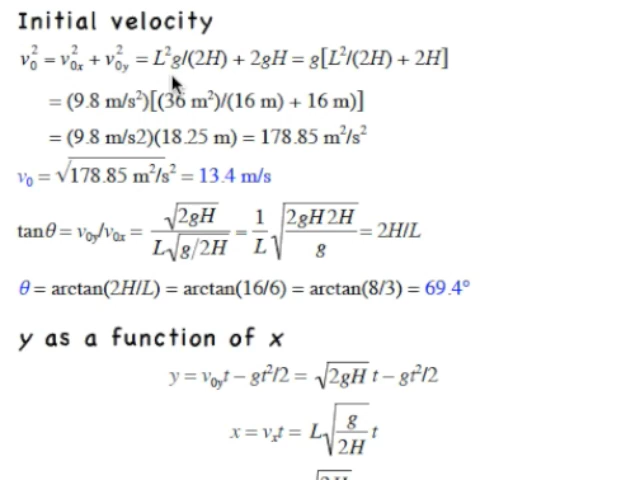 Initial velocity
v₀² = v₀ₓ² + v₀y² = L²g/(2H) + 2gH = g[L²/(2H) + 2H]
= (9.8 m/s²)[(36 m²)/(16 m) + 16 m)]
= (9.8 m/s2)(18.25 m) = 178.85 m²/s²
v₀ = √178.85 m²/s² = 13.4 m/s
tanθ = v₀y/v₀ₓ = √2gH / L√g/2H = 1/L √(2gH2H/g) = 2H/L
θ = arctan(2H/L) = arctan(16/6) = arctan(8/3) = 69.4°
y as a function of x
y = v₀yt − gt²/2 = √2gH t − gt²/2
x = vₓt = L√(g/2H) t